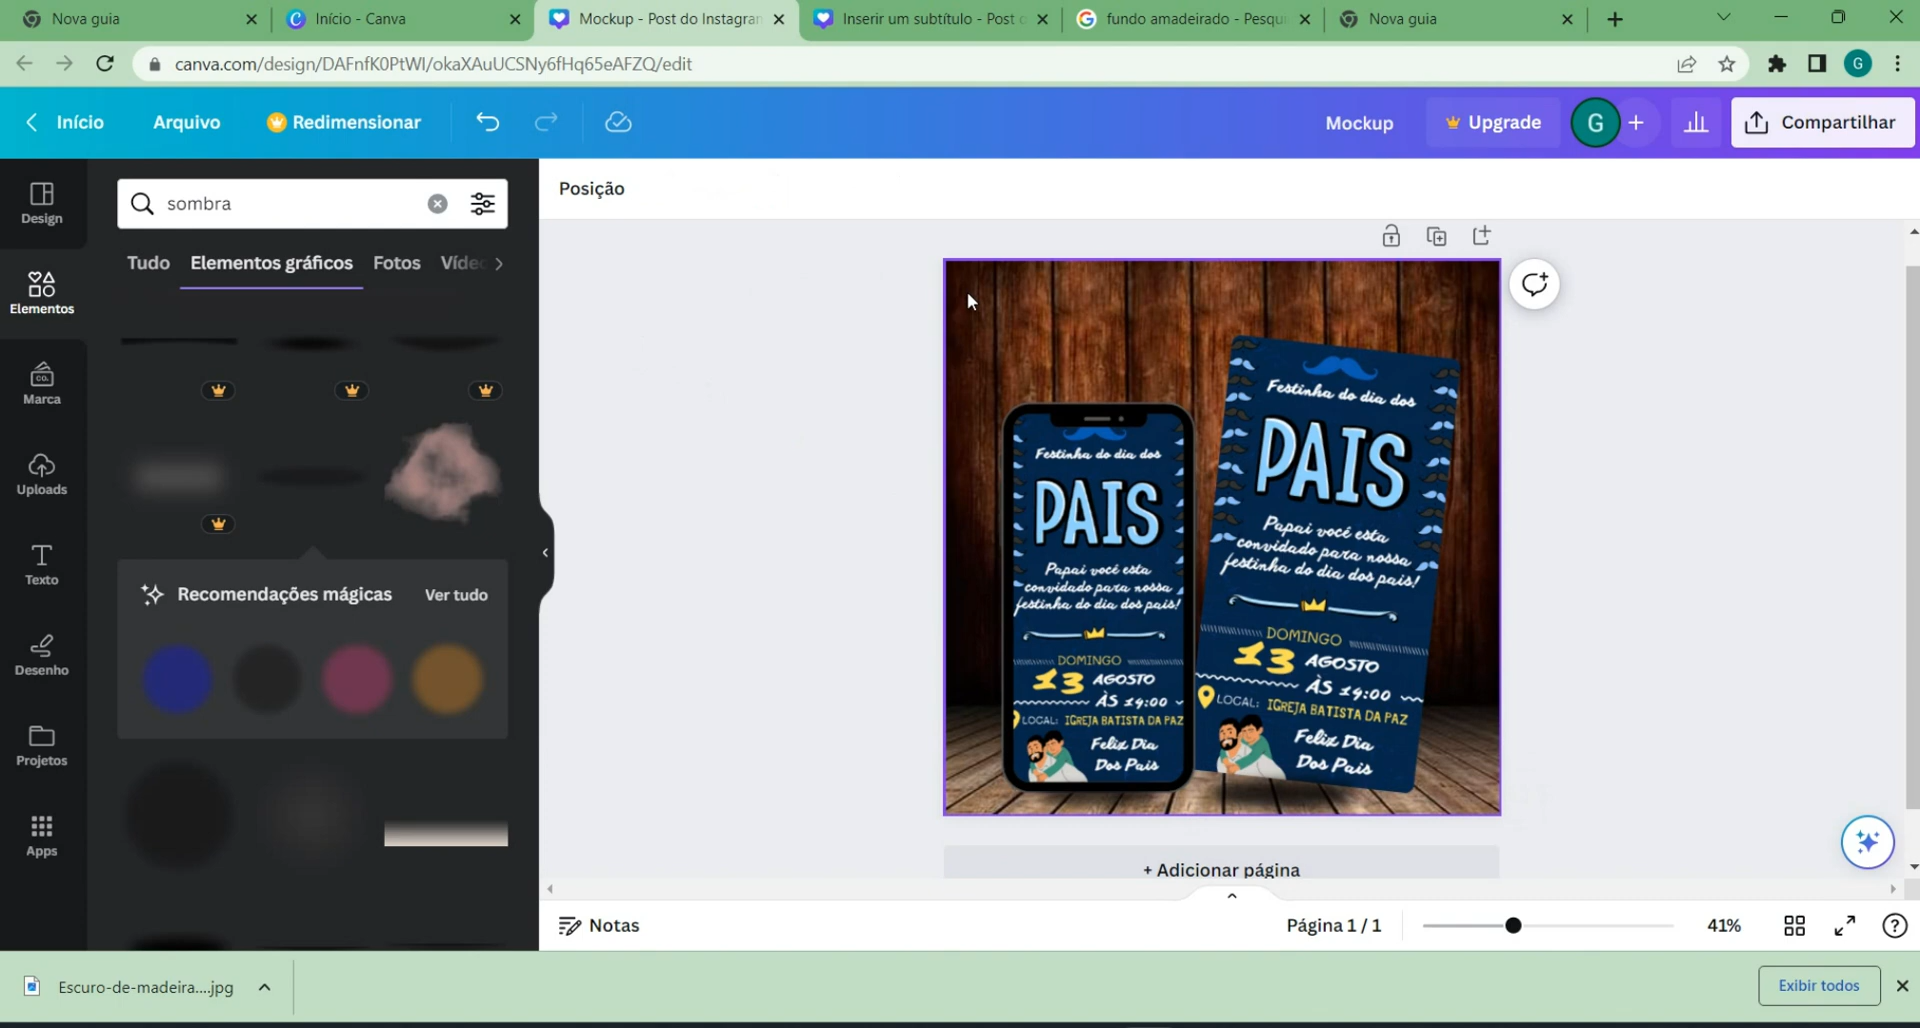 Nova guia
Início - Canva
Mockup - Post do Instagran
Inserir um subtítulo - Post c
fundo amadeirado - Pesqu
Nova guia
canva.com/design/DAFnfK0PtWI/okaXAuUCSNy6fHq65eAFZQ/edit
G
Início
Arquivo
Redimensionar
Mockup
Upgrade
G
Compartilhar
Design
Elementos
Marca
Uploads
Texto
Desenho
Projetos
Apps
sombra
Tudo
Elementos gráficos
Fotos
Víde
Recomendações mágicas
Ver tudo
Posição
Festinha do dia dos
PAIS
Papai você esta
convidado para nossa
festinha do dia dos pais!
DOMINGO
13 AGOSTO
ÀS 14:00
LOCAL: IGREJA BATISTA DA PAZ
Feliz Dia
Dos Pais
Festinha do dia dos
PAIS
Papai você esta
convidado para nossa
festinha do dia dos pais!
DOMINGO
13 AGOSTO
ÀS 14:00
LOCAL: IGREJA BATISTA DA PAZ
Feliz Dia
Dos Pais
+ Adicionar página
Notas
Página 1 / 1
41%
Escuro-de-madeira....jpg
Exibir todos